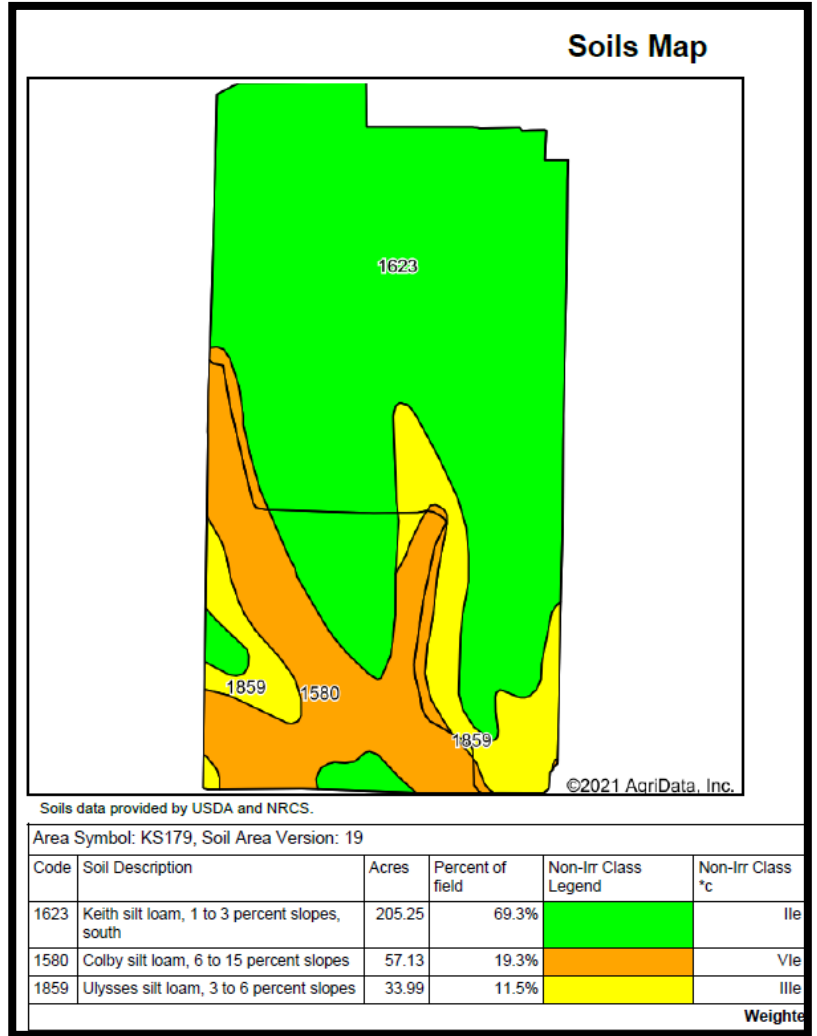 Soils Map
1623
1859
1580
1859
©2021 AgriData, Inc.
Soils data provided by USDA and NRCS.
Area Symbol: KS179, Soil Area Version: 19
Code Soil Description Acres Percent of field Non-Irr Class Legend Non-Irr Class *c
1623 Keith silt loam, 1 to 3 percent slopes, south 205.25 69.3% IIe
1580 Colby silt loam, 6 to 15 percent slopes 57.13 19.3% VIe
1859 Ulysses silt loam, 3 to 6 percent slopes 33.99 11.5% IIIe
Weighte